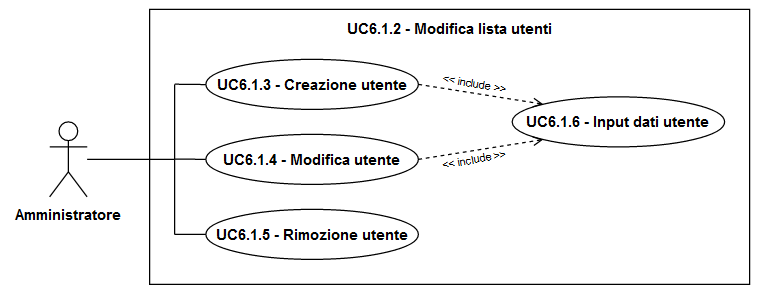 UC6.1.2 - Modifica lista utenti
UC6.1.3 - Creazione utente
<< include >>
UC6.1.6 - Input dati utente
UC6.1.4 - Modifica utente
<< include >>
Amministratore
UC6.1.5 - Rimozione utente